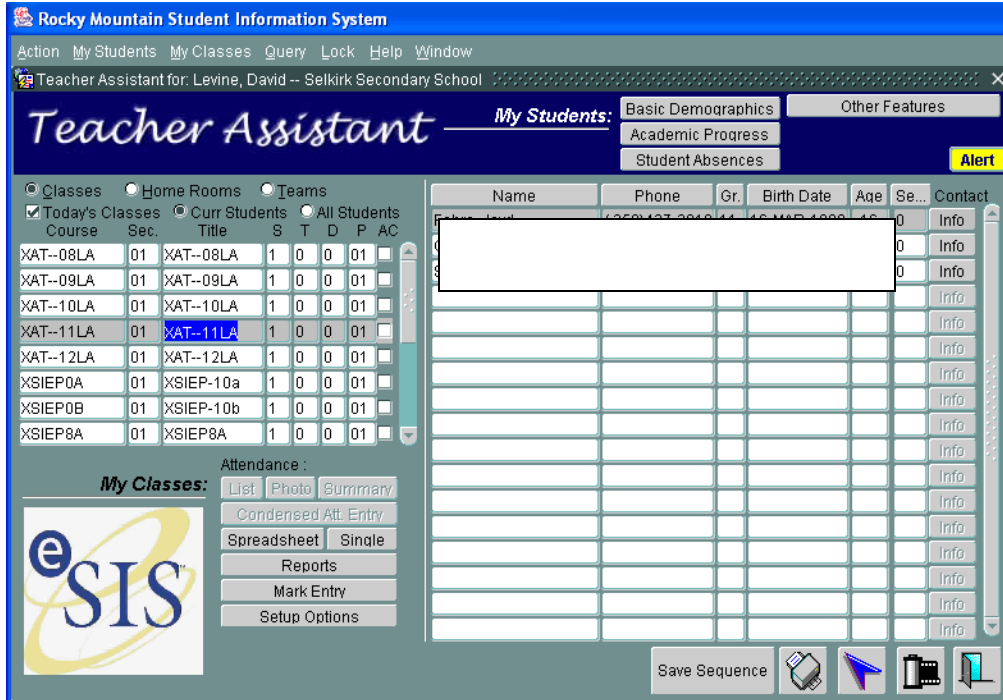 Rocky Mountain Student Information System
Action My Students My Classes Query Lock Help Window
Teacher Assistant for: Levine, David -- Selkirk Secondary School
Teacher Assistant
My Students:
Basic Demographics
Other Features
Academic Progress
Student Absences
Alert
Classes Home Rooms Teams
Today's Classes Curr Students All Students
Course Sec. Title S T D P AC
XAT--08LA 01 XAT--08LA 1 0 0 01
XAT--09LA 01 XAT--09LA 1 0 0 01
XAT--10LA 01 XAT--10LA 1 0 0 01
XAT--11LA 01 XAT--11LA 1 0 0 01
XAT--12LA 01 XAT--12LA 1 0 0 01
XSIEP0A 01 XSIEP-10a 1 0 0 01
XSIEP0B 01 XSIEP-10b 1 0 0 01
XSIEP8A 01 XSIEP8A 1 0 0 01
Name Phone Gr. Birth Date Age Se... Contact
0 Info
0 Info
0 Info
Info
Info
Info
Info
Info
Info
Info
Info
Info
Info
Info
Info
Info
Info
My Classes:
Attendance :
List Photo Summary
Condensed Att. Entry
Spreadsheet Single
Reports
Mark Entry
Setup Options
eSIS
Save Sequence